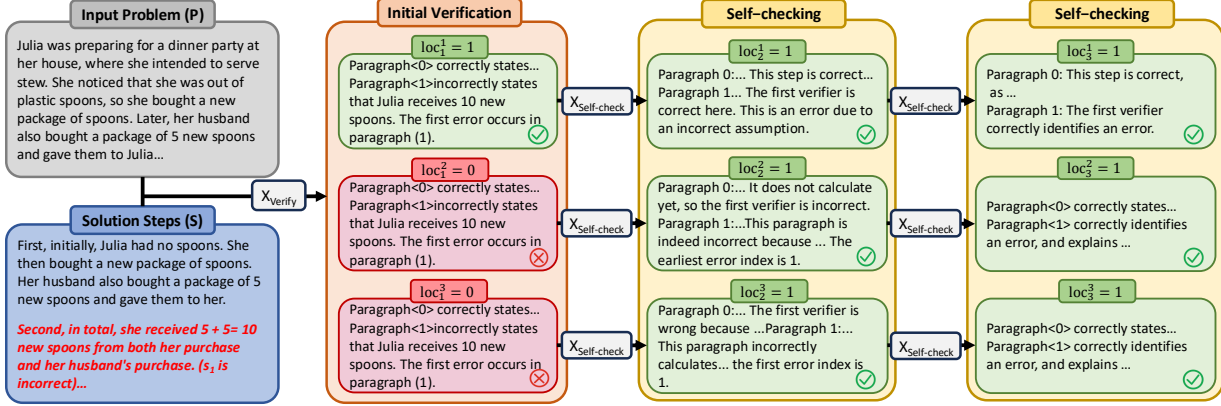 Input Problem (P)
Julia was preparing for a dinner party at
her house, where she intended to serve
stew. She noticed that she was out of
plastic spoons, so she bought a new
package of spoons. Later, her husband
also bought a package of 5 new spoons
and gave them to Julia…
Solution Steps (S)
First, initially, Julia had no spoons. She
then bought a new package of spoons.
Her husband also bought a package of 5
new spoons and gave them to her.
Second, in total, she received 5 + 5= 10
new spoons from both her purchase
and her husband's purchase. (s₁ is
incorrect)…
X_Verify
Initial Verification
loc₁¹ = 1
Paragraph<0> correctly states…
Paragraph<1>incorrectly states
that Julia receives 10 new
spoons. The first error occurs in
paragraph (1).
loc₁² = 0
Paragraph<0> correctly states…
Paragraph<1>incorrectly states
that Julia receives 10 new
spoons. The first error occurs in
paragraph (1).
loc₁³ = 0
Paragraph<0> correctly states…
Paragraph<1>incorrectly states
that Julia receives 10 new
spoons. The first error occurs in
paragraph (1).
X_Self-check
X_Self-check
X_Self-check
Self-checking
loc₂¹ = 1
Paragraph 0:… This step is correct…
Paragraph 1… The first verifier is
correct here. This is an error due to
an incorrect assumption.
loc₂² = 1
Paragraph 0:… It does not calculate
yet, so the first verifier is incorrect.
Paragraph 1:…This paragraph is
indeed incorrect because … The
earliest error index is 1.
loc₂³ = 1
Paragraph 0:… The first verifier is
wrong because …Paragraph 1:…
This paragraph incorrectly
calculates… the first error index is
1.
X_Self-check
X_Self-check
X_Self-check
Self-checking
loc₃¹ = 1
Paragraph 0: This step is correct,
as …
Paragraph 1: The first verifier
correctly identifies an error.
loc₃² = 1
Paragraph<0> correctly states…
Paragraph<1> correctly identifies
an error, and explains …
loc₃³ = 1
Paragraph<0> correctly states…
Paragraph<1> correctly identifies
an error, and explains …